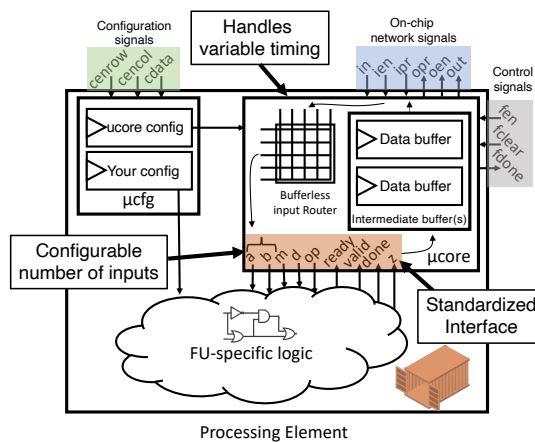 Configuration
signals
cenrow
cencol
cdata
Handles
variable timing
On-chip
network signals
in
ien
ipr
opr
oen
out
Control
signals
fen
fclear
fdone
ucore config
Your config
μcfg
Bufferless
input Router
Data buffer
Data buffer
Intermediate buffer(s)
μcore
Configurable
number of inputs
a
b
m
d
op
ready
valid
done
z
Standardized
Interface
FU-specific logic
Processing Element